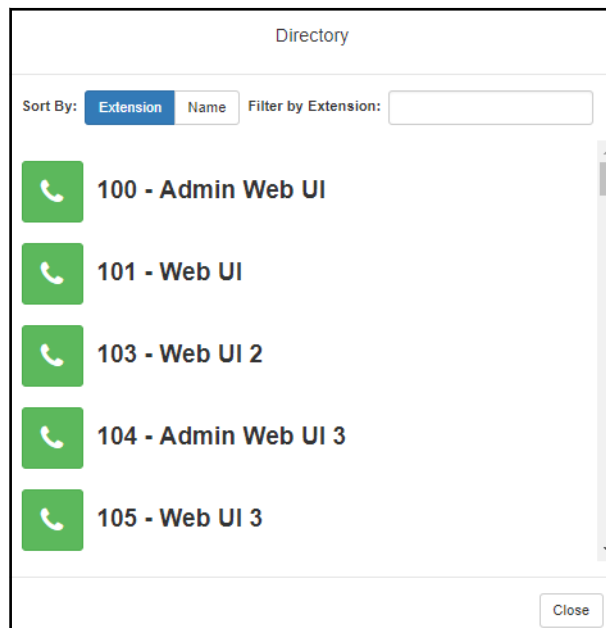 Directory
Sort By: Extension Name Filter by Extension:
100 - Admin Web UI
101 - Web UI
103 - Web UI 2
104 - Admin Web UI 3
105 - Web UI 3
Close